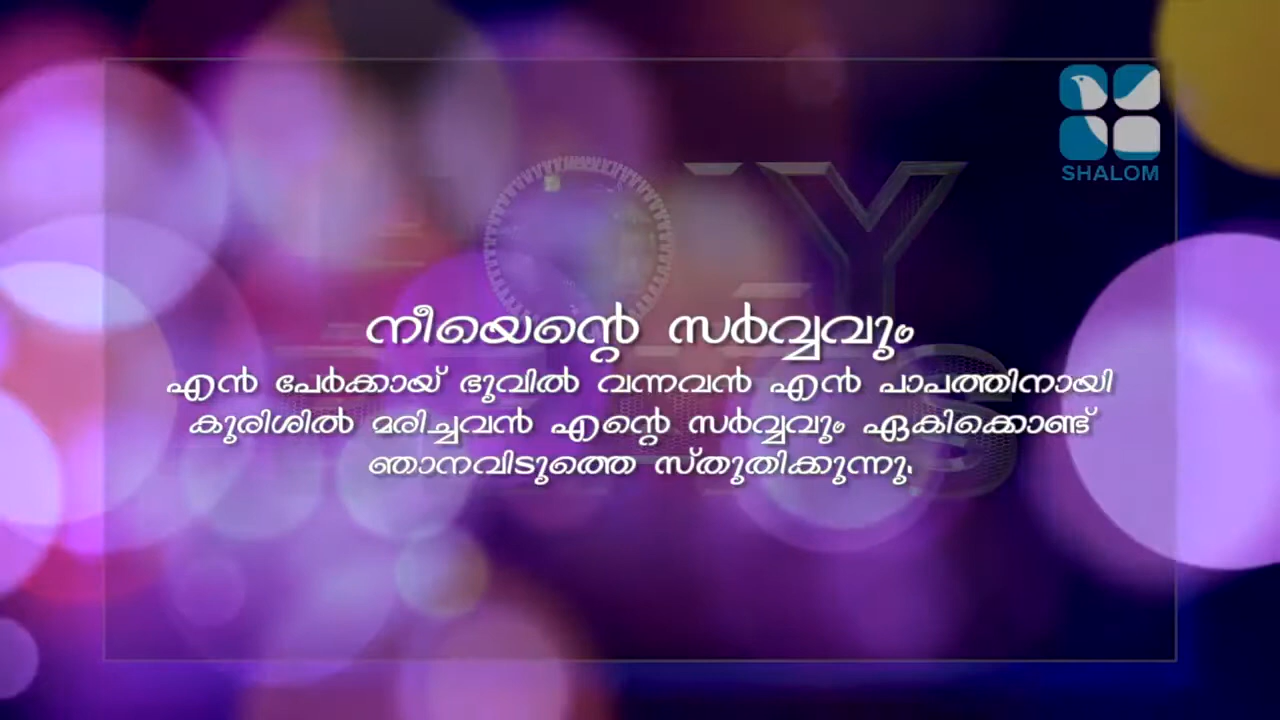 SHALOM
നീയെന്റെ സർവ്വവും
എൻ പേർക്കായ് ഭൂവിൽ വന്നവൻ എൻ പാപത്തിനായി
കുരിശിൽ മരിച്ചവൻ എന്റെ സർവ്വവും ഏകിക്കൊണ്ട്
ഞാനവിടുത്തെ സ്തുതിക്കുന്നു.